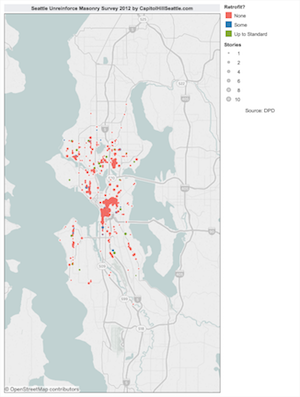 Seattle Unreinforce Masonry Survey 2012 by CapitolHillSeattle.com
Retrofit?
None
Some
Up to Standard
Stories
1
2
4
6
8
10
Source: DPD
© OpenStreetMap contributors